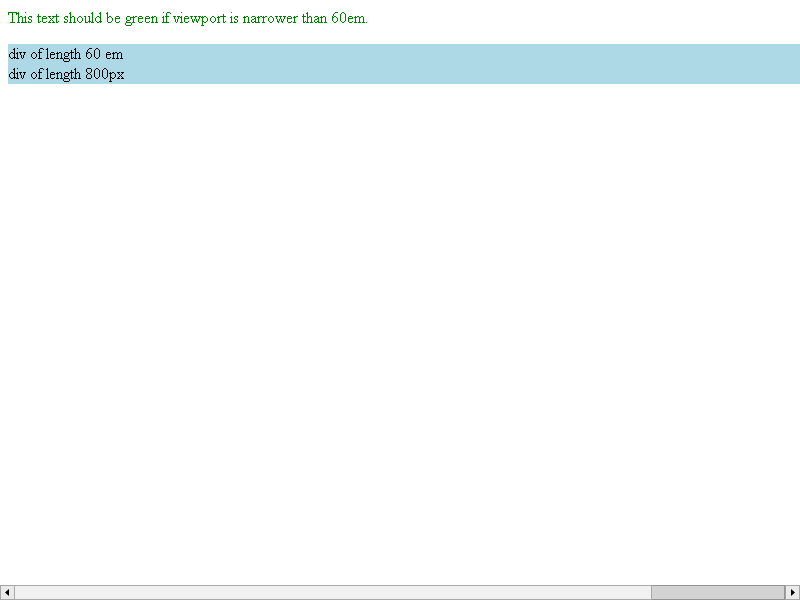 This text should be green if viewport is narrower than 60em.
div of length 60 em
div of length 800px